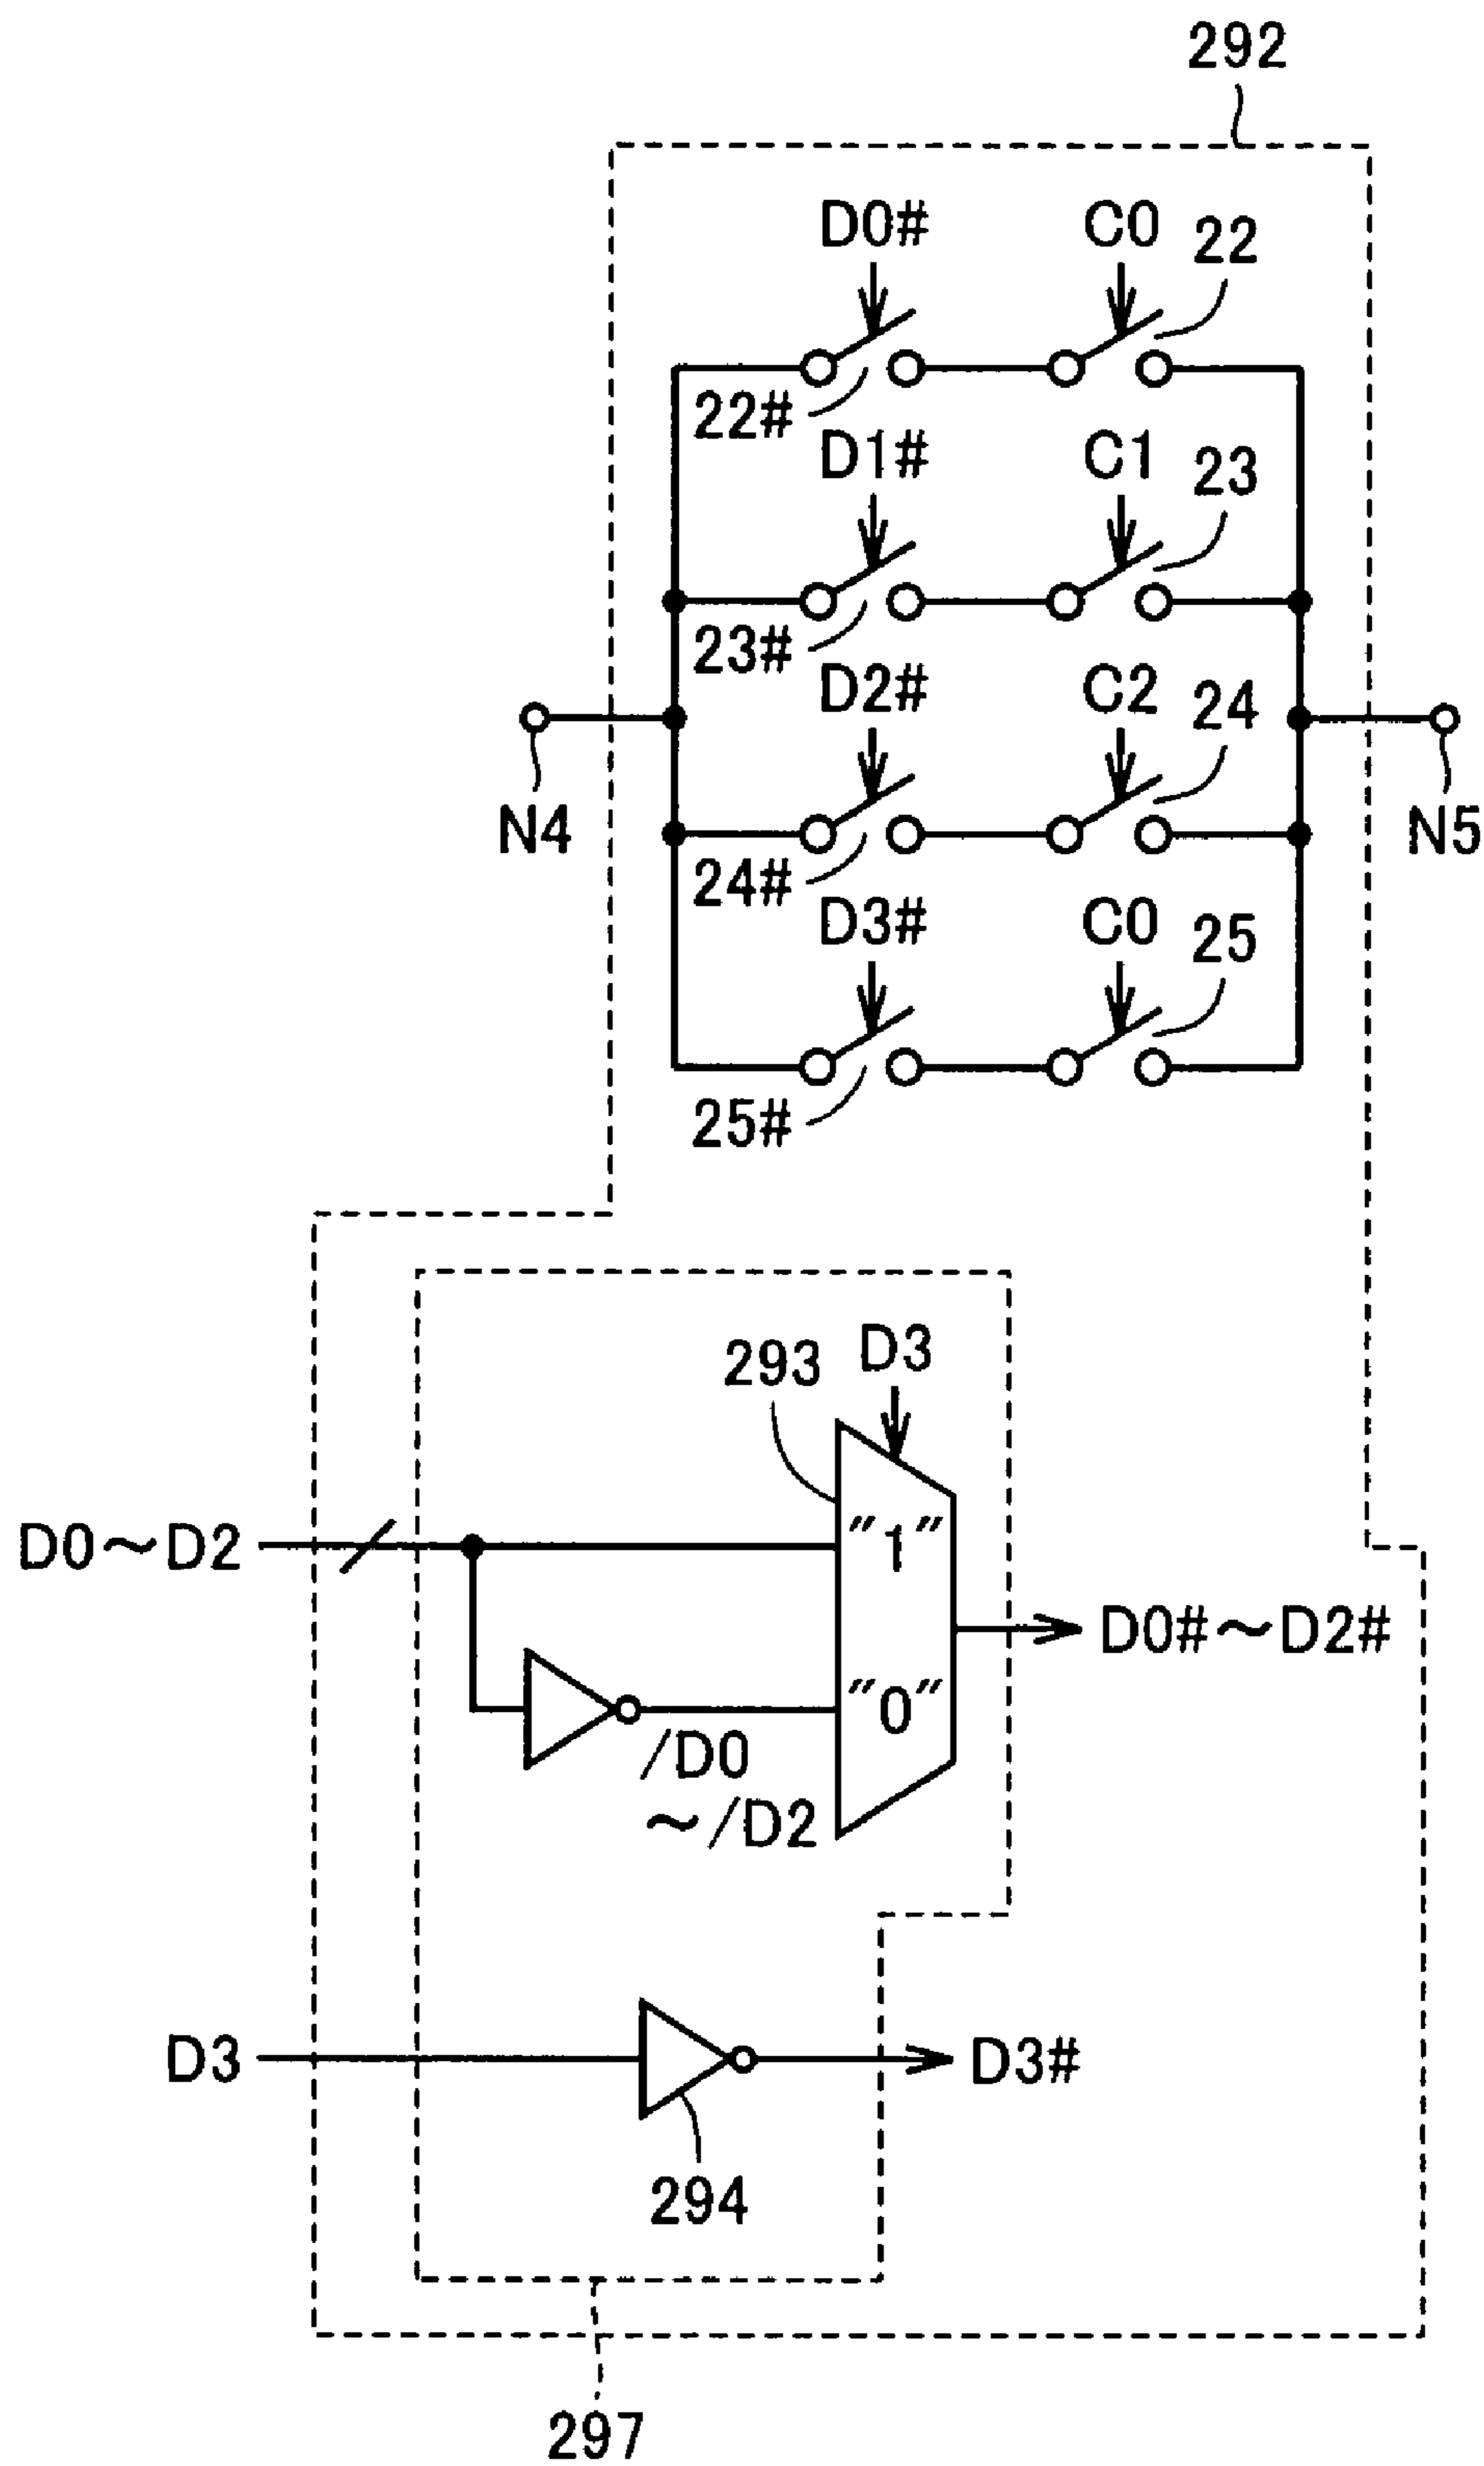 292
D0# C0 22
22#
D1# C1 23
23#
D2# C2 24
N4 24# N5
D3# C0 25
25#
293 D3
D0～D2 "1"
D0#～D2#
"0"
/D0
～/D2
D3 D3#
294
297